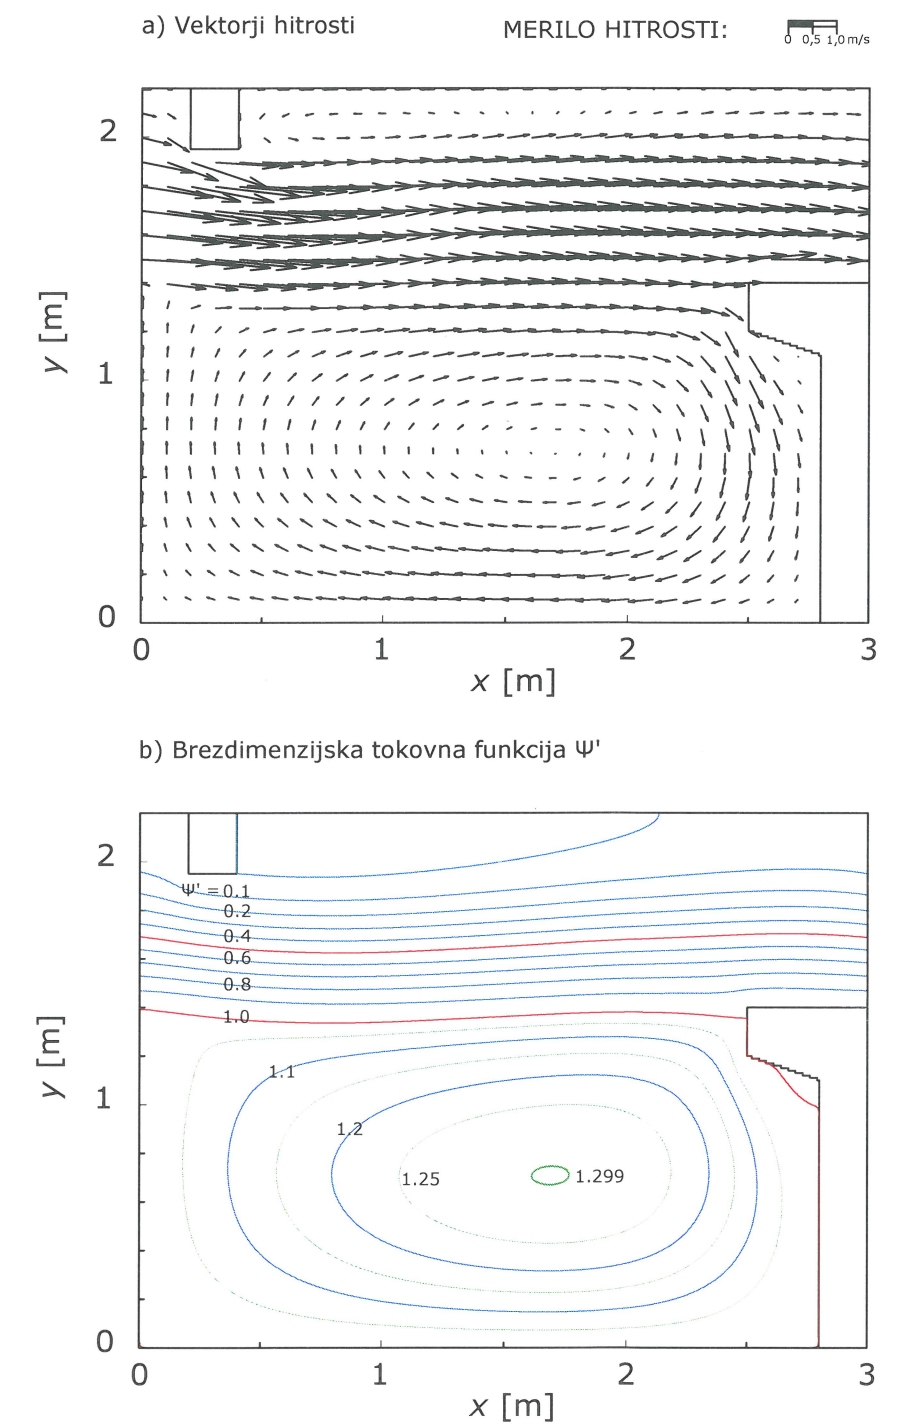 a) Vektorji hitrosti
MERILO HITROSTI:
0 0,5 1,0 m/s
2
1
0
y [m]
0 1 2 3
x [m]
b) Brezdimenzijska tokovna funkcija Ψ'
2
1
0
y [m]
Ψ' = 0.1
0.2
0.4
0.6
0.8
1.0
1.1
1.2
1.25
1.299
0 1 2 3
x [m]